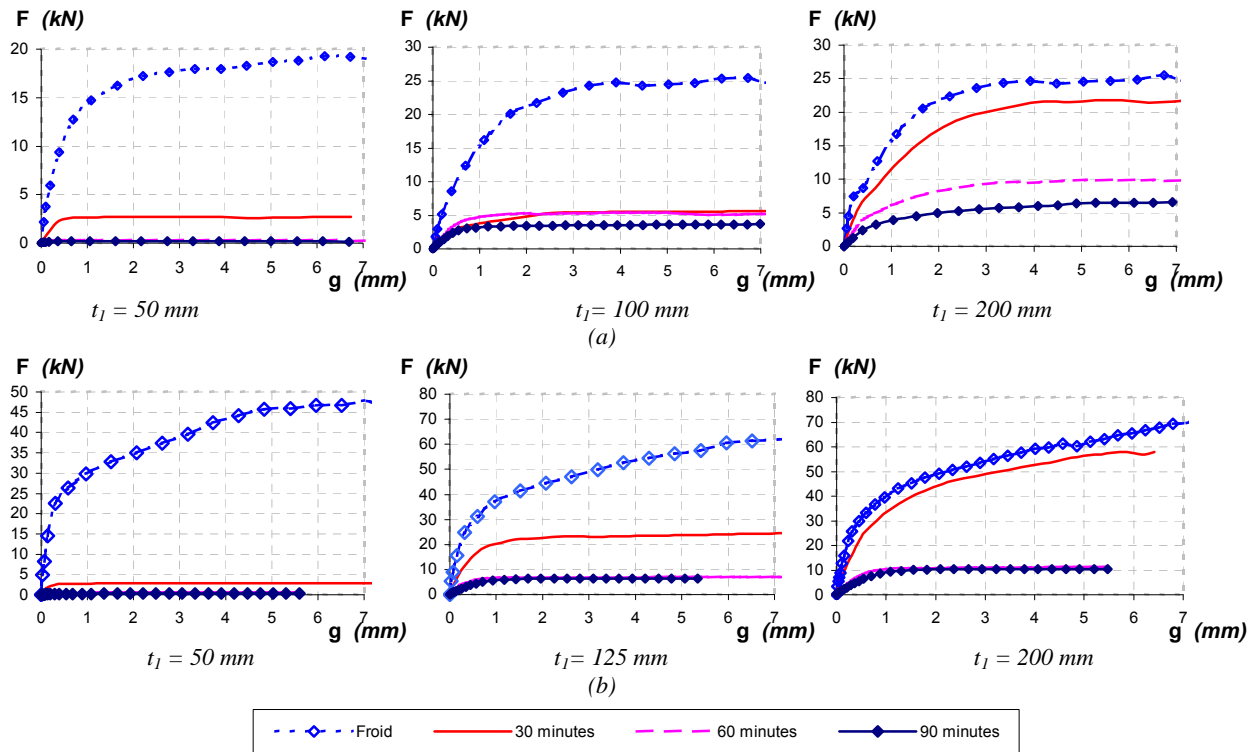 F (kN)
20
15
10
5
0
0 1 2 3 4 5 6 7
g (mm)
t1 = 50 mm
F (kN)
30
25
20
15
10
5
0
0 1 2 3 4 5 6 7
g (mm)
t1= 100 mm
F (kN)
30
25
20
15
10
5
0
0 1 2 3 4 5 6 7
g (mm)
t1 = 200 mm
(a)
F (kN)
50
45
40
35
30
25
20
15
10
5
0
0 1 2 3 4 5 6 7
g (mm)
t1 = 50 mm
F (kN)
80
70
60
50
40
30
20
10
0
0 1 2 3 4 5 6 7
g (mm)
t1= 125 mm
F (kN)
80
70
60
50
40
30
20
10
0
0 1 2 3 4 5 6 7
g (mm)
t1 = 200 mm
(b)
Froid 30 minutes 60 minutes 90 minutes